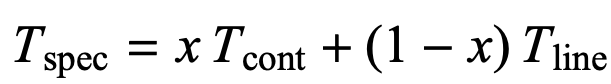 T_spec = x T_cont + (1 − x) T_line